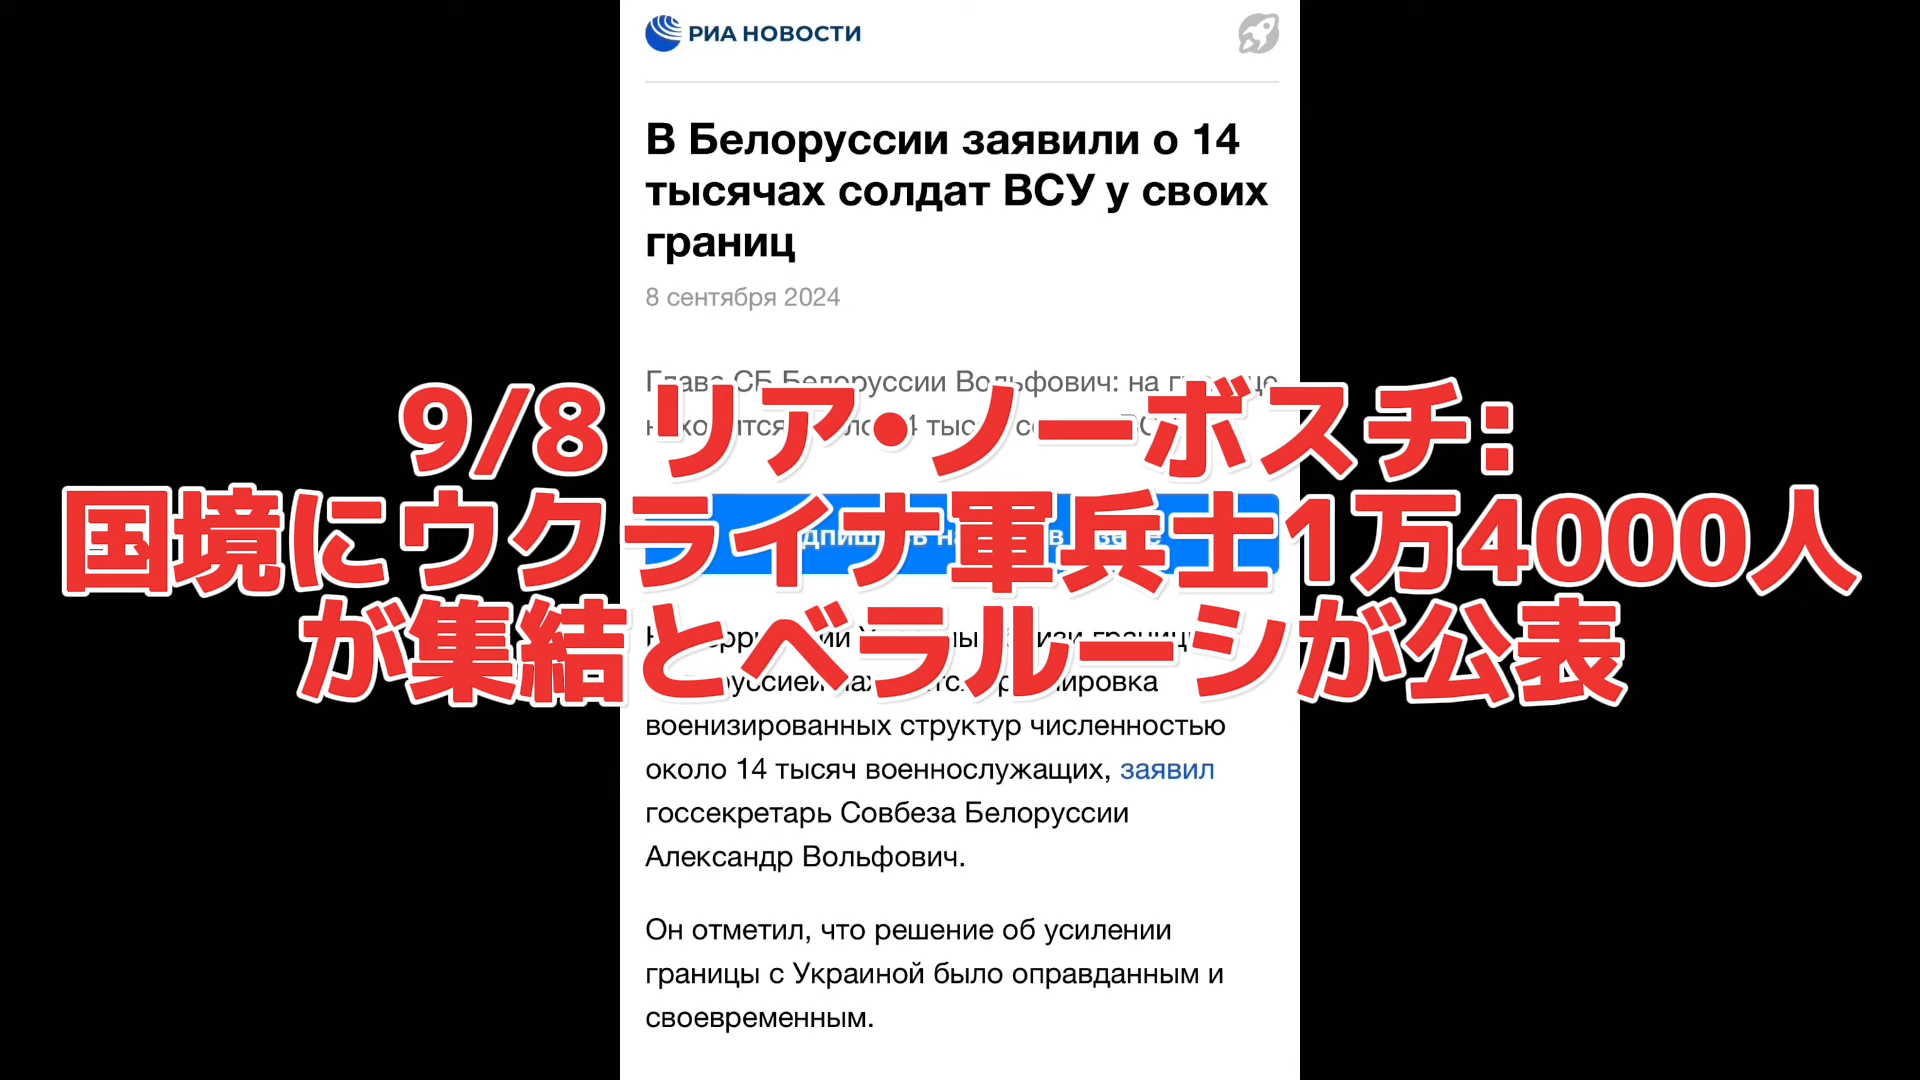 РИА НОВОСТИ
В Белоруссии заявили о 14
тысячах солдат ВСУ у своих
границ
8 сентября 2024
Белоруссии Вольфович: на
9/8 リア・ノーボスチ:
国境にウクライナ軍兵士1万4000人
が集結とベラルーシが公表
военизированных структур численностью
около 14 тысяч военнослужащих, заявил
госсекретарь Совбеза Белоруссии
Александр Вольфович.
Он отметил, что решение об усилении
границы с Украиной было оправданным и
своевременным.